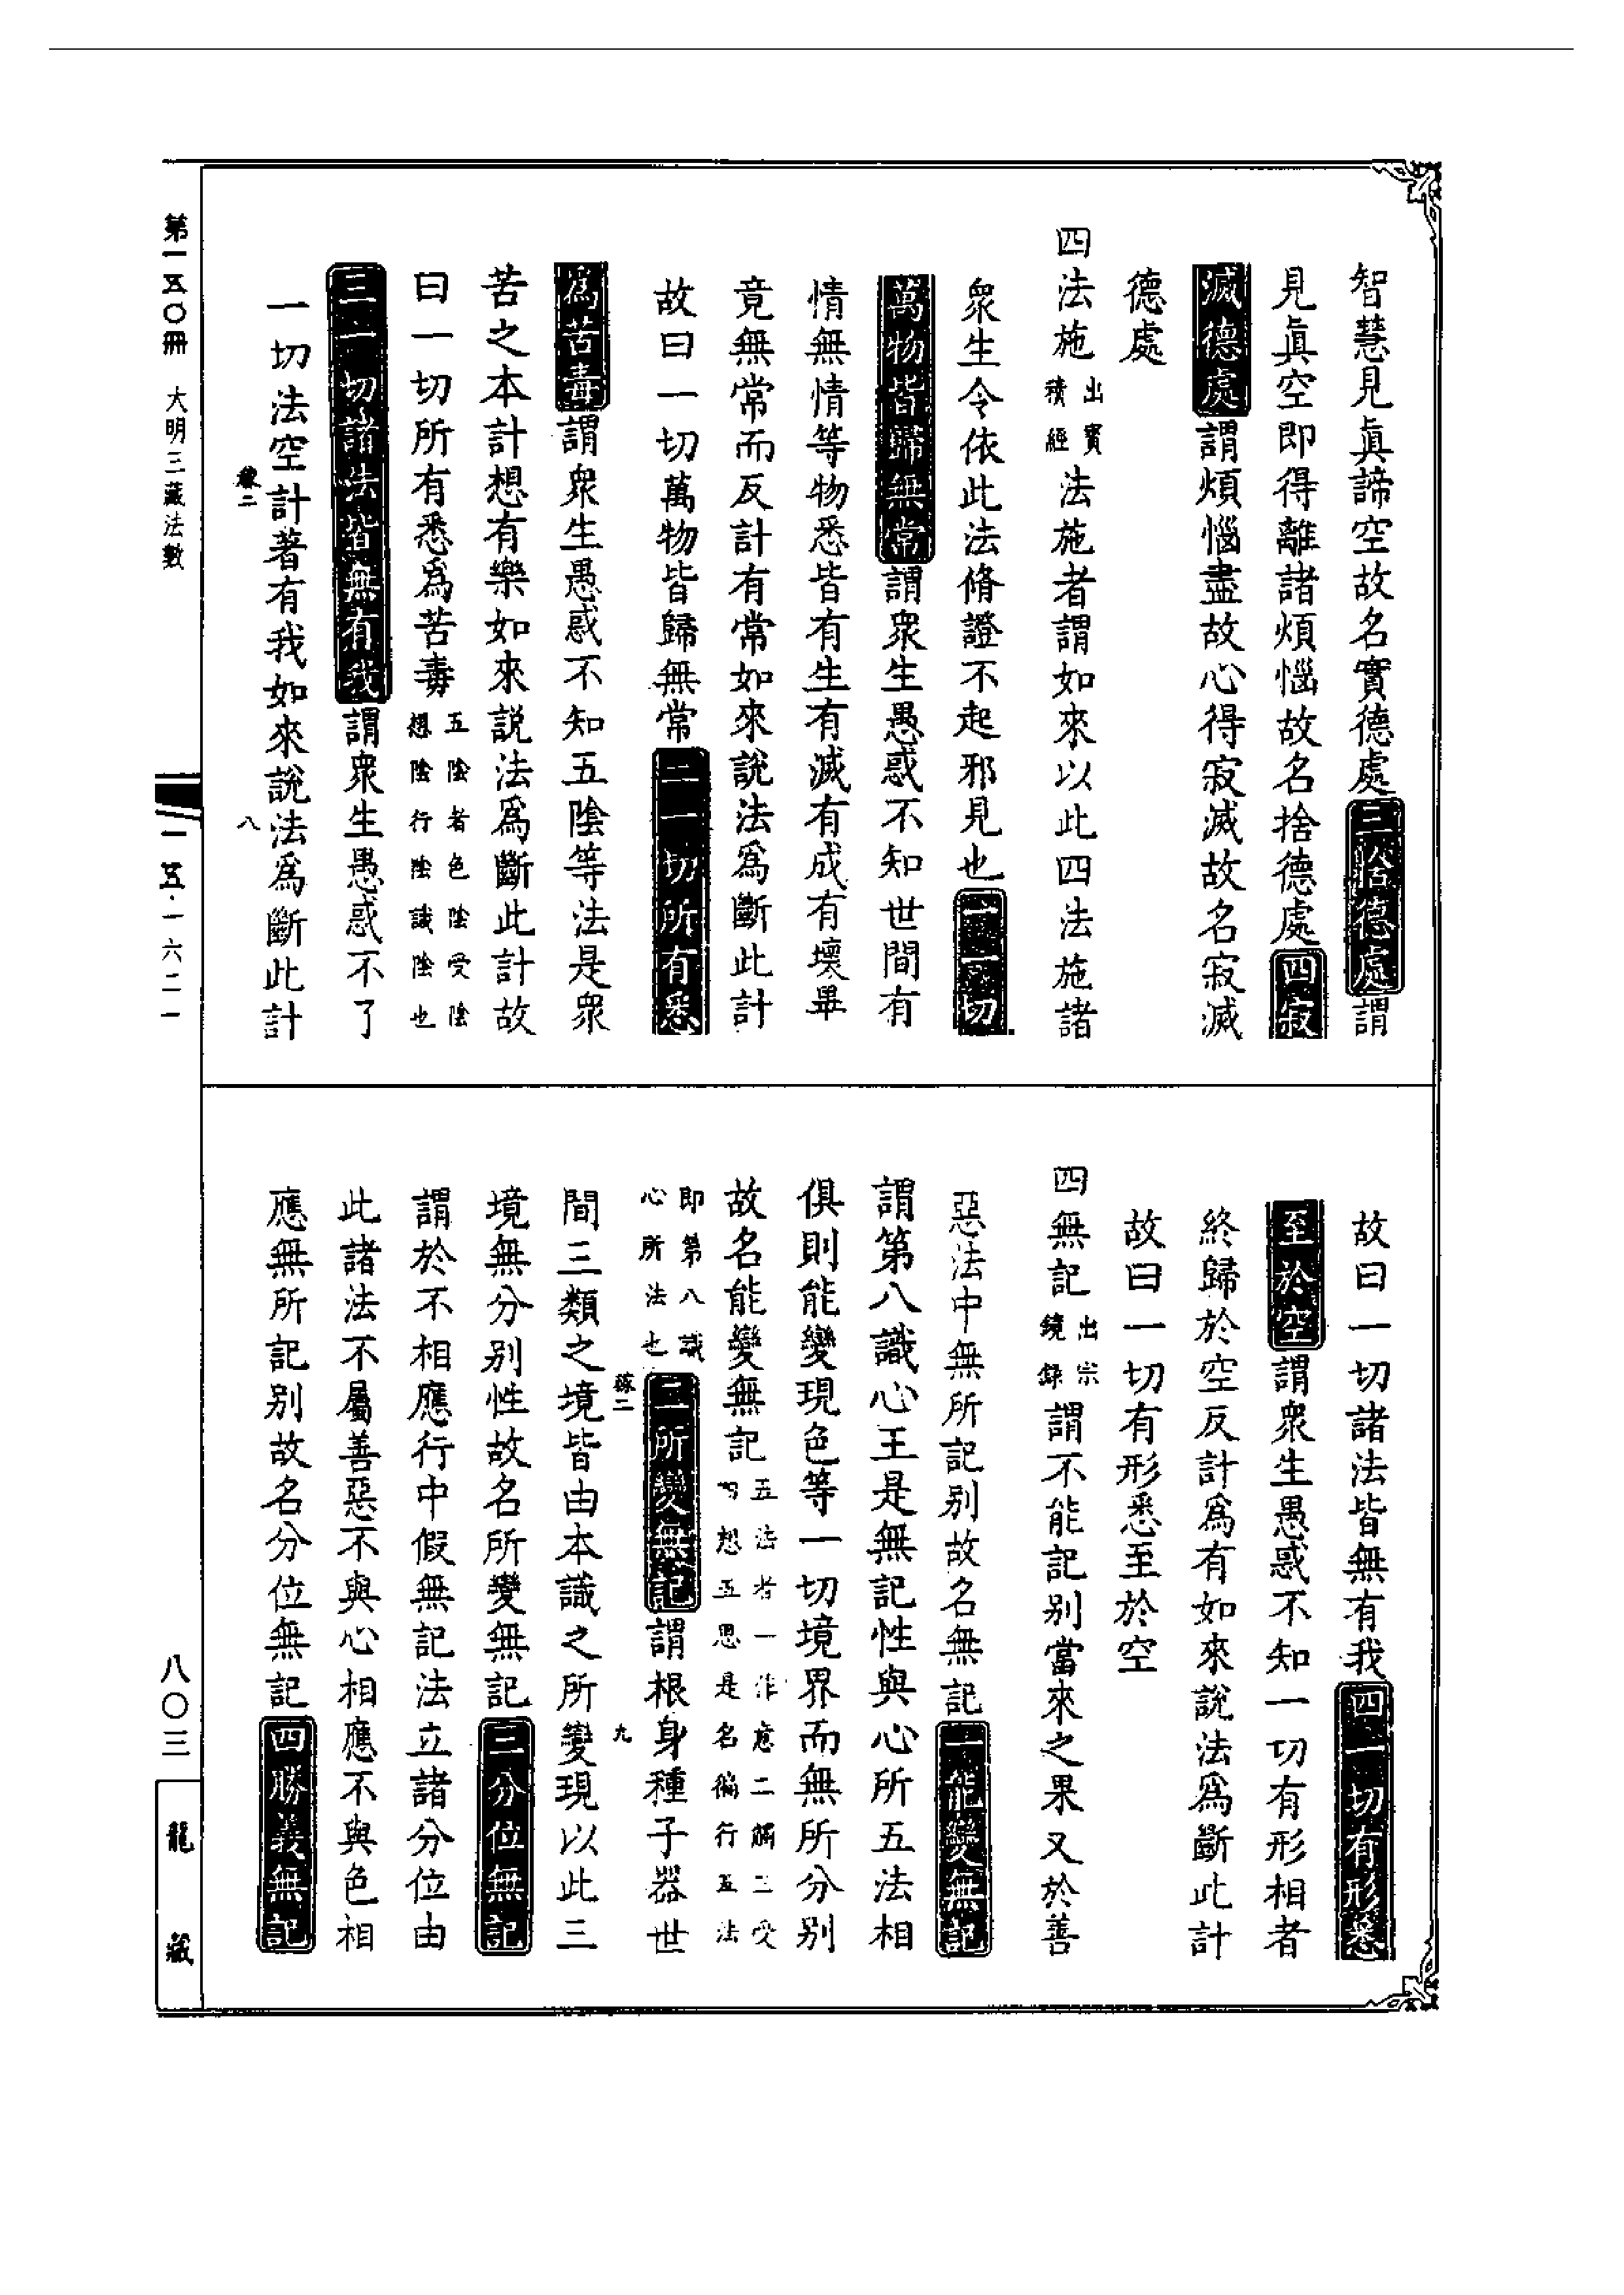 智慧見眞諦空故名實德處三捨德處謂
見眞空即得離諸煩惱故名捨德處四寂
滅德處謂煩惱盡故心得寂滅故名寂滅
德處
四法施出寶積經法施者謂如來以此四法施諸
衆生令依此法脩證不起邪見也一一切
萬物皆歸無常謂衆生愚惑不知世間有
情無情等物悉皆有生有滅有成有壞畢
竟無常而反計有常如來說法爲斷此計
故曰一切萬物皆歸無常二一切所有悉
爲苦毒謂衆生愚惑不知五陰等法是衆
苦之本計想有樂如來説法爲斷此計故
曰一切所有悉爲苦毒五陰者色陰受陰想陰行陰識陰也
三一切諸法皆無有我謂衆生愚惑不了
一切法空計著有我如來說法爲斷此計
稼二
八
故曰一切諸法皆無有我四一切有形悉
至於空謂衆生愚惑不知一切有形相者
終歸於空反計爲有如來說法爲斷此計
故曰一切有形悉至於空
四無記出宗鏡録謂不能記别當來之果又於善
惡法中無所記别故名無記一能變無記
謂第八識心王是無記性與心所五法相
俱則能變現色等一切境界而無所分别
故名能變無記五法者一作意二觸三受四想五思是名徧行五法
即第八識心所法也二所變無記謂根身種子器世
稼二
九
間三類之境皆由本識之所變現以此三
境無分别性故名所變無記三分位無記
謂於不相應行中假無記法立諸分位由
此諸法不屬善惡不與心相應不與色相
應無所記别故名分位無記四勝義無記
第一五〇冊 大明三藏法數
一五·一六二一
八〇三
龍藏